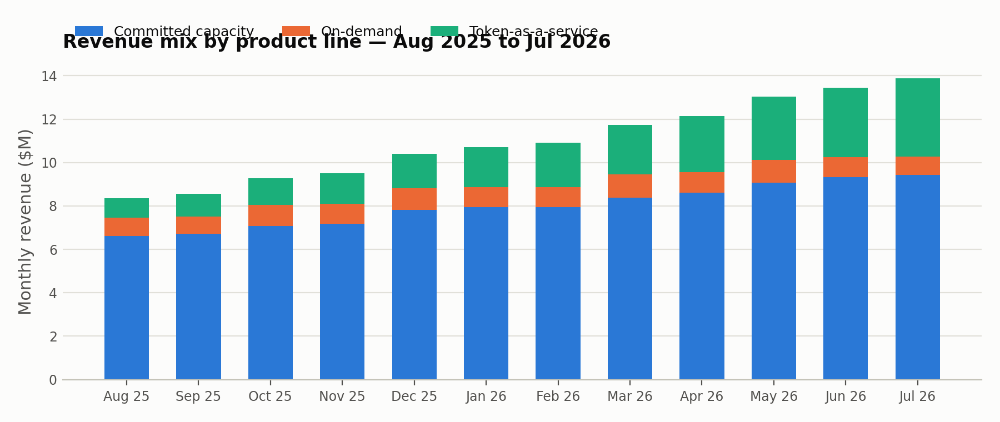 Committed capacity On-demand Token-as-a-service
Revenue mix by product line — Aug 2025 to Jul 2026
Monthly revenue ($M)
14
12
10
8
6
4
2
0
Aug 25 Sep 25 Oct 25 Nov 25 Dec 25 Jan 26 Feb 26 Mar 26 Apr 26 May 26 Jun 26 Jul 26